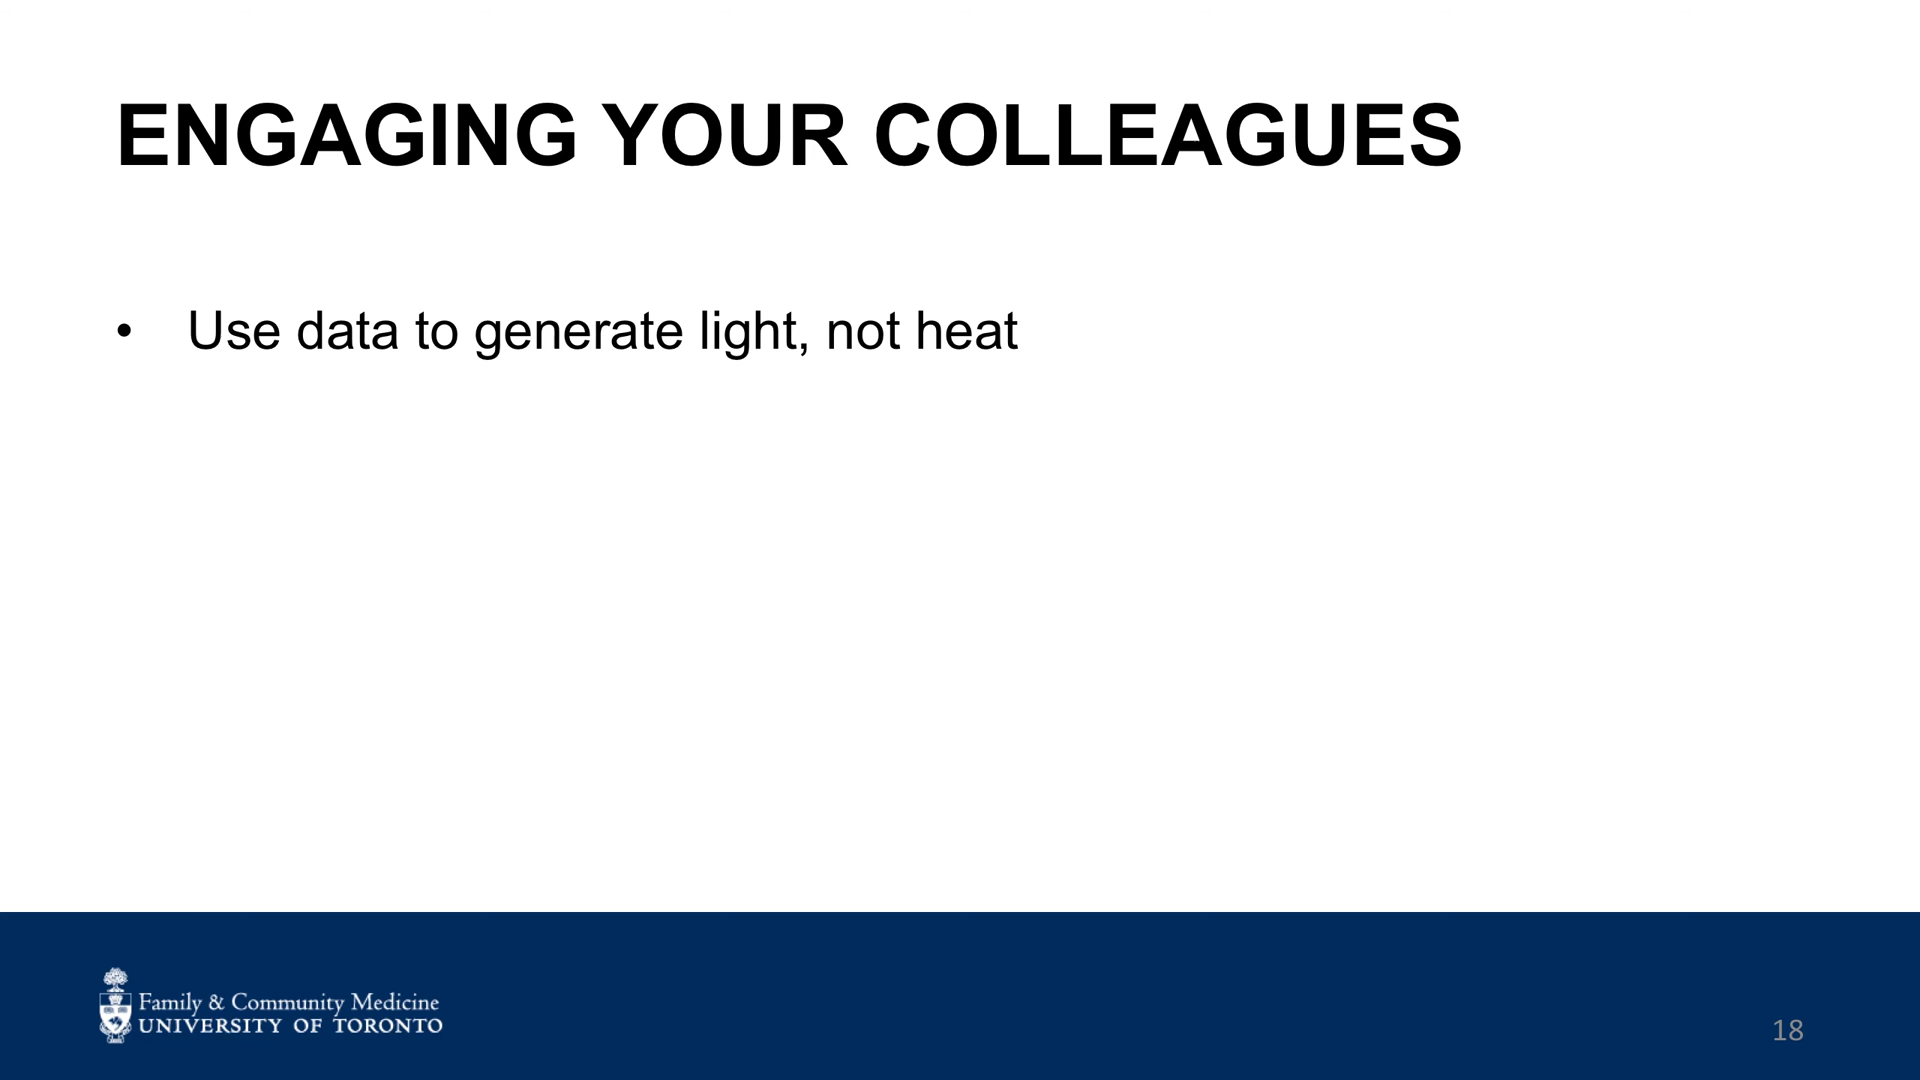 ENGAGING YOUR COLLEAGUES
• Use data to generate light, not heat
Family & Community Medicine
UNIVERSITY OF TORONTO
18